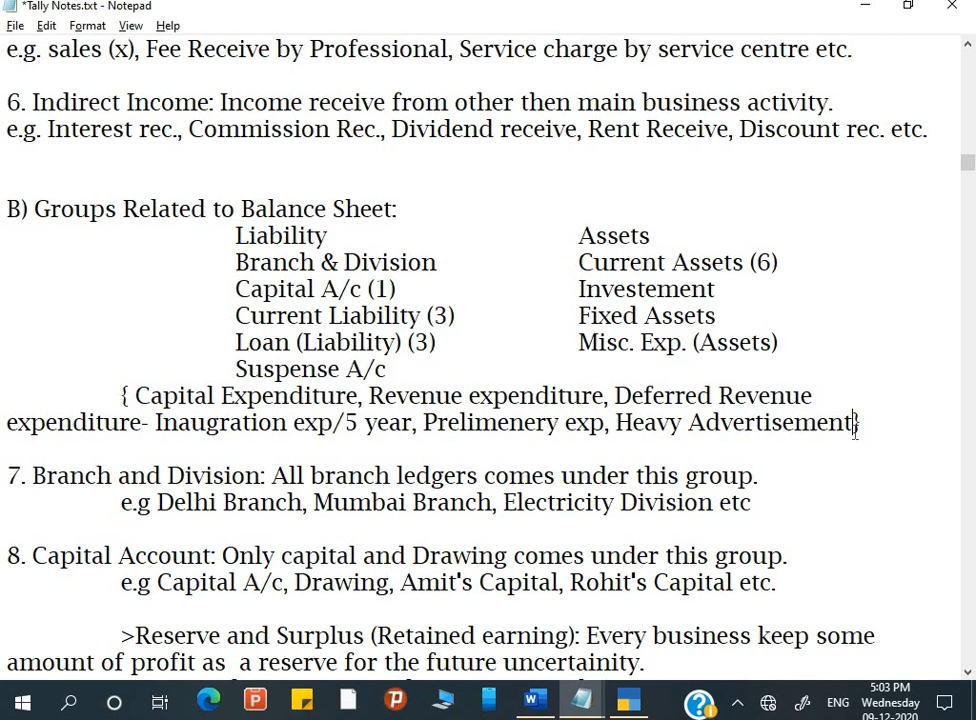 *Tally Notes.txt - Notepad
File Edit Format View Help
e.g. sales (x), Fee Receive by Professional, Service charge by service centre etc.
6. Indirect Income: Income receive from other then main business activity.
e.g. Interest rec., Commission Rec., Dividend receive, Rent Receive, Discount rec. etc.
B) Groups Related to Balance Sheet:
Liability Assets
Branch & Division Current Assets (6)
Capital A/c (1) Investement
Current Liability (3) Fixed Assets
Loan (Liability) (3) Misc. Exp. (Assets)
Suspense A/c
{ Capital Expenditure, Revenue expenditure, Deferred Revenue
expenditure- Inaugration exp/5 year, Prelimenery exp, Heavy Advertisement}
7. Branch and Division: All branch ledgers comes under this group.
e.g Delhi Branch, Mumbai Branch, Electricity Division etc
8. Capital Account: Only capital and Drawing comes under this group.
e.g Capital A/c, Drawing, Amit's Capital, Rohit's Capital etc.
>Reserve and Surplus (Retained earning): Every business keep some
amount of profit as a reserve for the future uncertainity.
5:03 PM
ENG Wednesday
09-12-2020